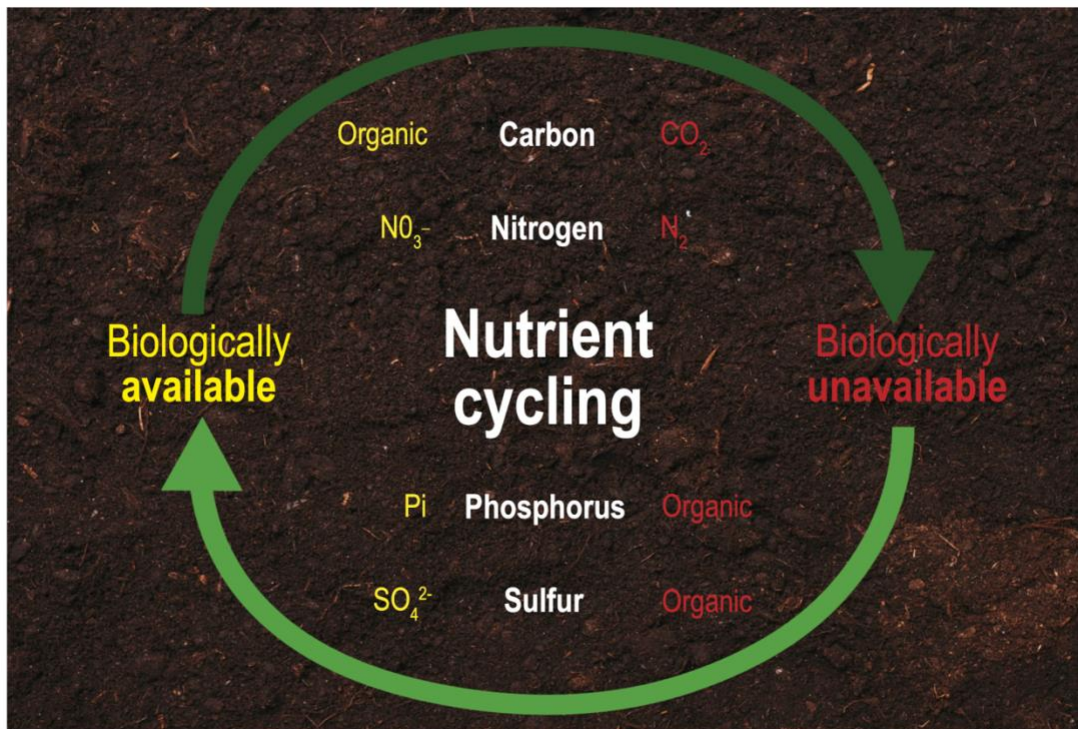 Organic Carbon CO₂
N0₃⁻ Nitrogen N₂
Biologically
available
Nutrient
cycling
Biologically
unavailable
Pi Phosphorus Organic
SO₄²⁻ Sulfur Organic